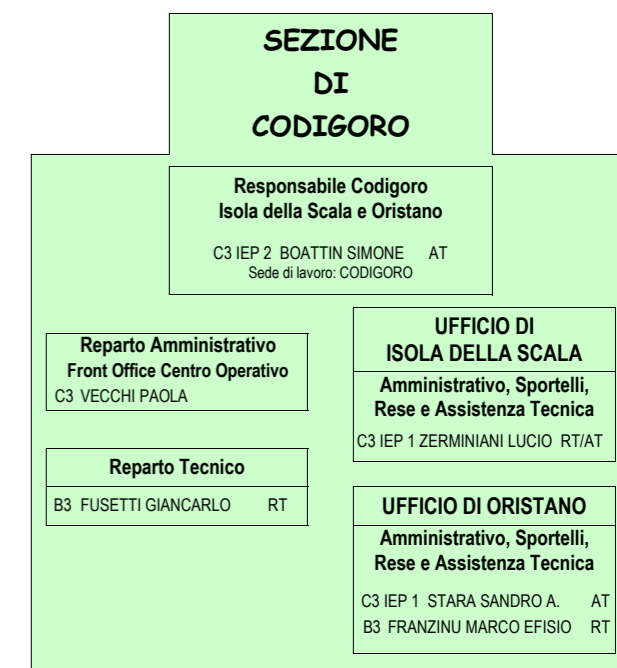 SEZIONE
DI
CODIGORO
Responsabile Codigoro
Isola della Scala e Oristano
C3 IEP 2 BOATTIN SIMONE AT
Sede di lavoro: CODIGORO
Reparto Amministrativo
Front Office Centro Operativo
C3 VECCHI PAOLA
Reparto Tecnico
B3 FUSETTI GIANCARLO RT
UFFICIO DI
ISOLA DELLA SCALA
Amministrativo, Sportelli,
Rese e Assistenza Tecnica
C3 IEP 1 ZERMINIANI LUCIO RT/AT
UFFICIO DI ORISTANO
Amministrativo, Sportelli,
Rese e Assistenza Tecnica
C3 IEP 1 STARA SANDRO A. AT
B3 FRANZINU MARCO EFISIO RT